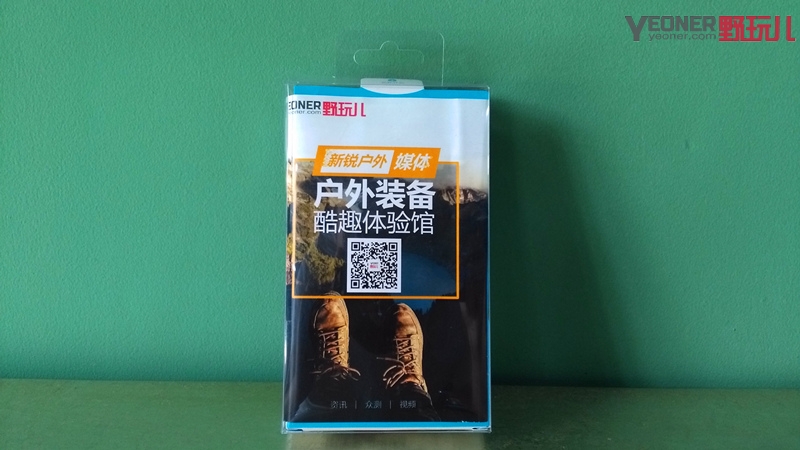 YEONER野玩儿
yeoner.com
EONER野玩儿
oner.com
新锐户外 媒体
户外装备
酷趣体验馆
资讯 | 众测 | 视频